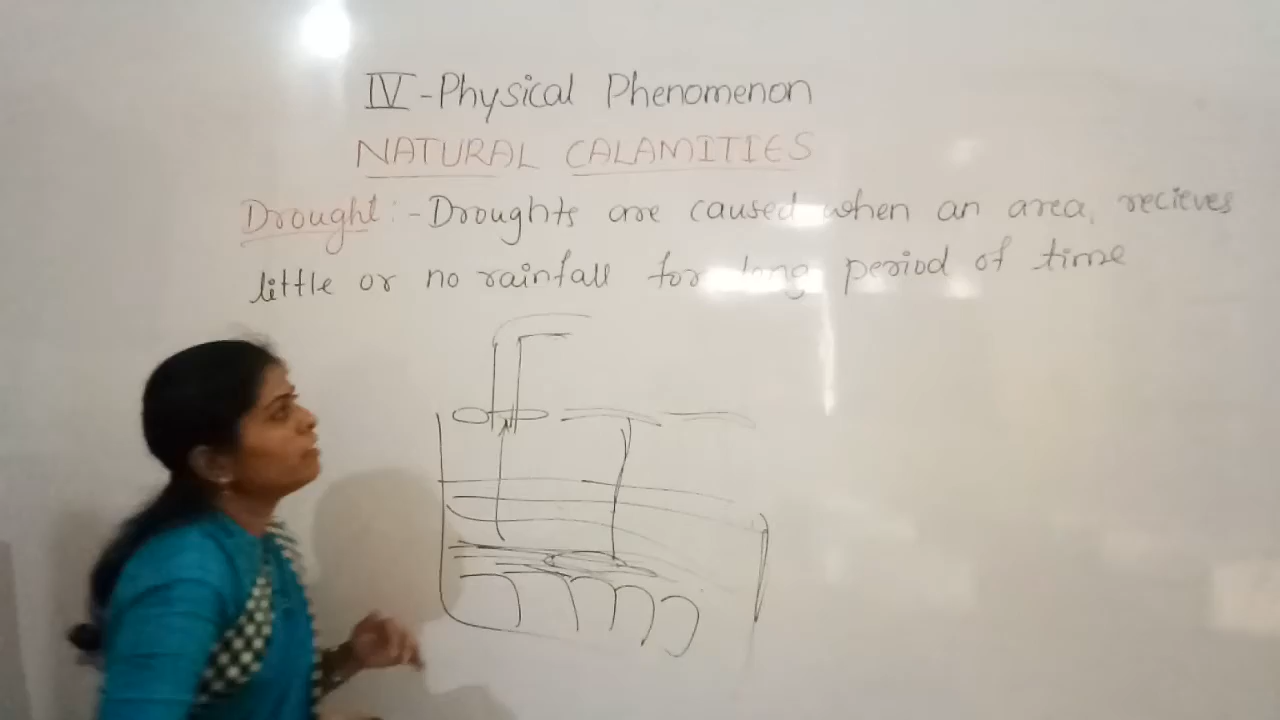 IV - Physical Phenomenon
NATURAL CALAMITIES
Drought :- Droughts are caused when an area, recieves
little or no rainfall for long period of time